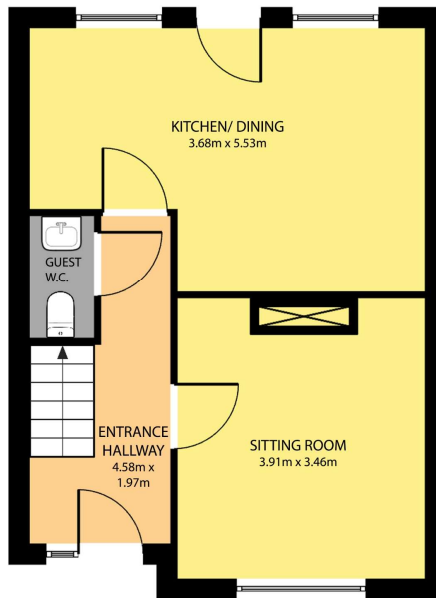 KITCHEN/ DINING
3.68m x 5.53m
GUEST
W.C.
ENTRANCE
HALLWAY
4.58m x
1.97m
SITTING ROOM
3.91m x 3.46m